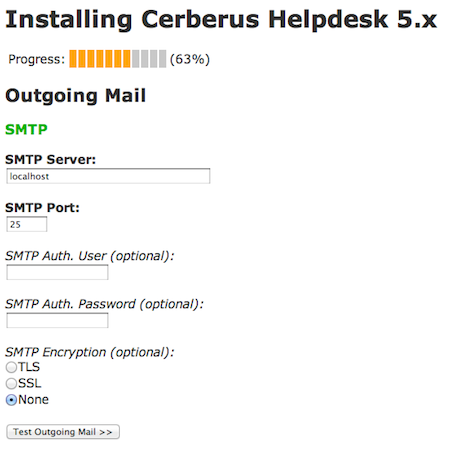 Installing Cerberus Helpdesk 5.x
Progress: (63%)
Outgoing Mail
SMTP
SMTP Server:
localhost
SMTP Port:
25
SMTP Auth. User (optional):
SMTP Auth. Password (optional):
SMTP Encryption (optional):
TLS
SSL
None
Test Outgoing Mail >>